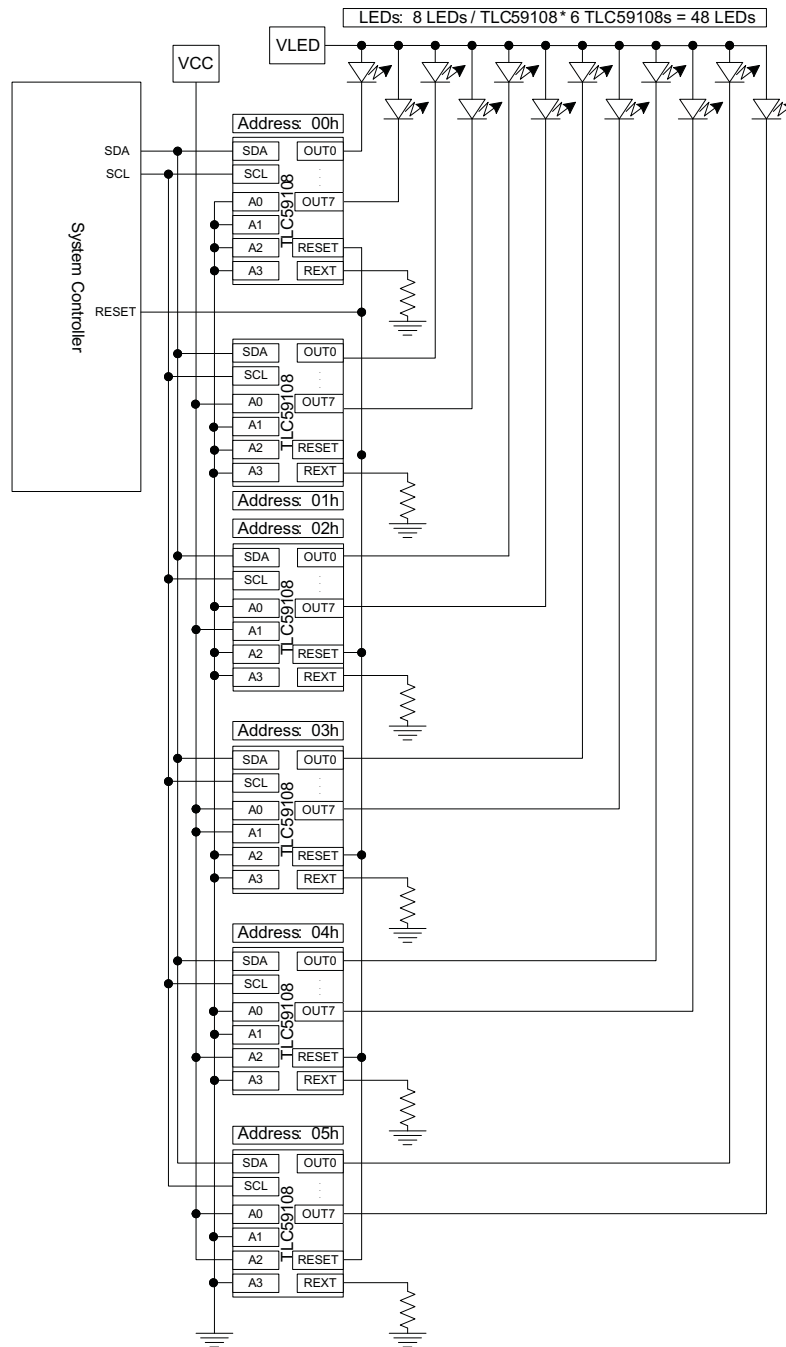 LEDs: 8 LEDs / TLC59108 * 6 TLC59108s = 48 LEDs
VLED
VCC
System Controller
SDA
SCL
RESET
Address: 00h
TLC59108
SDA
SCL
A0
A1
A2
A3
OUT0
OUT7
RESET
REXT
TLC59108
SDA
SCL
A0
A1
A2
A3
OUT0
OUT7
RESET
REXT
Address: 01h
Address: 02h
TLC59108
SDA
SCL
A0
A1
A2
A3
OUT0
OUT7
RESET
REXT
Address: 03h
TLC59108
SDA
SCL
A0
A1
A2
A3
OUT0
OUT7
RESET
REXT
Address: 04h
TLC59108
SDA
SCL
A0
A1
A2
A3
OUT0
OUT7
RESET
REXT
Address: 05h
TLC59108
SDA
SCL
A0
A1
A2
A3
OUT0
OUT7
RESET
REXT